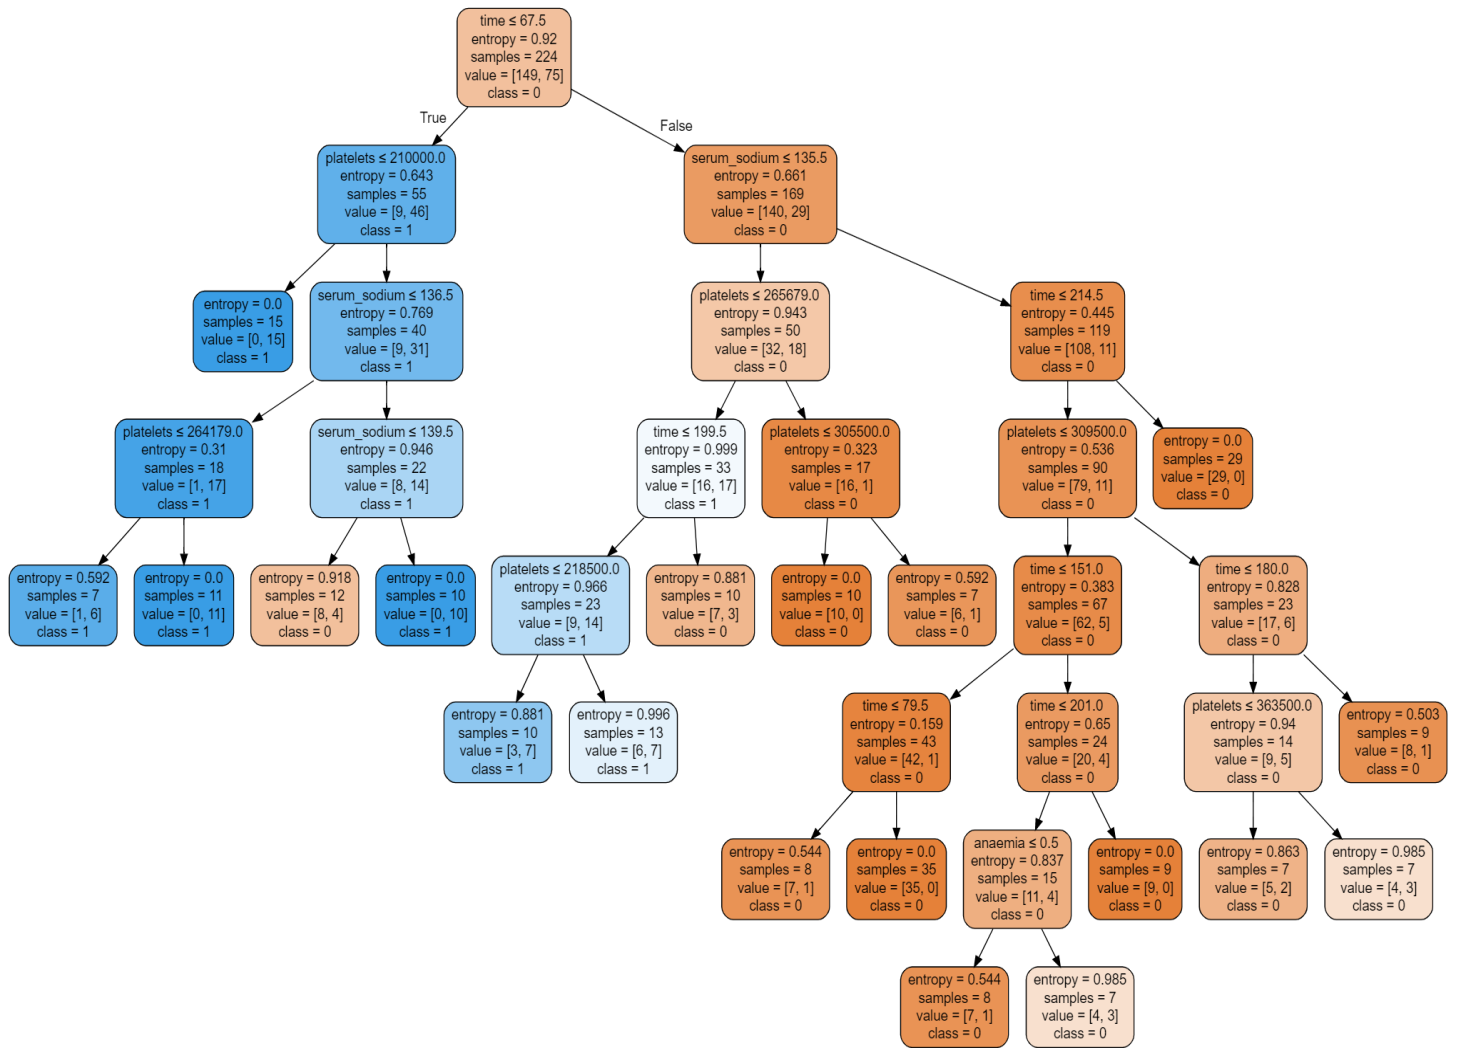 time ≤ 67.5
entropy = 0.92
samples = 224
value = [149, 75]
class = 0
True
False
platelets ≤ 210000.0
entropy = 0.643
samples = 55
value = [9, 46]
class = 1
serum_sodium ≤ 135.5
entropy = 0.661
samples = 169
value = [140, 29]
class = 0
entropy = 0.0
samples = 15
value = [0, 15]
class = 1
serum_sodium ≤ 136.5
entropy = 0.769
samples = 40
value = [9, 31]
class = 1
platelets ≤ 265679.0
entropy = 0.943
samples = 50
value = [32, 18]
class = 0
time ≤ 214.5
entropy = 0.445
samples = 119
value = [108, 11]
class = 0
platelets ≤ 264179.0
entropy = 0.31
samples = 18
value = [1, 17]
class = 1
serum_sodium ≤ 139.5
entropy = 0.946
samples = 22
value = [8, 14]
class = 1
time ≤ 199.5
entropy = 0.999
samples = 33
value = [16, 17]
class = 1
platelets ≤ 305500.0
entropy = 0.323
samples = 17
value = [16, 1]
class = 0
platelets ≤ 309500.0
entropy = 0.536
samples = 90
value = [79, 11]
class = 0
entropy = 0.0
samples = 29
value = [29, 0]
class = 0
entropy = 0.592
samples = 7
value = [1, 6]
class = 1
entropy = 0.0
samples = 11
value = [0, 11]
class = 1
entropy = 0.918
samples = 12
value = [8, 4]
class = 0
entropy = 0.0
samples = 10
value = [0, 10]
class = 1
platelets ≤ 218500.0
entropy = 0.966
samples = 23
value = [9, 14]
class = 1
entropy = 0.881
samples = 10
value = [7, 3]
class = 0
entropy = 0.0
samples = 10
value = [10, 0]
class = 0
entropy = 0.592
samples = 7
value = [6, 1]
class = 0
time ≤ 151.0
entropy = 0.383
samples = 67
value = [62, 5]
class = 0
time ≤ 180.0
entropy = 0.828
samples = 23
value = [17, 6]
class = 0
entropy = 0.881
samples = 10
value = [3, 7]
class = 1
entropy = 0.996
samples = 13
value = [6, 7]
class = 1
time ≤ 79.5
entropy = 0.159
samples = 43
value = [42, 1]
class = 0
time ≤ 201.0
entropy = 0.65
samples = 24
value = [20, 4]
class = 0
platelets ≤ 363500.0
entropy = 0.94
samples = 14
value = [9, 5]
class = 0
entropy = 0.503
samples = 9
value = [8, 1]
class = 0
entropy = 0.544
samples = 8
value = [7, 1]
class = 0
entropy = 0.0
samples = 35
value = [35, 0]
class = 0
anaemia ≤ 0.5
entropy = 0.837
samples = 15
value = [11, 4]
class = 0
entropy = 0.0
samples = 9
value = [9, 0]
class = 0
entropy = 0.863
samples = 7
value = [5, 2]
class = 0
entropy = 0.985
samples = 7
value = [4, 3]
class = 0
entropy = 0.544
samples = 8
value = [7, 1]
class = 0
entropy = 0.985
samples = 7
value = [4, 3]
class = 0